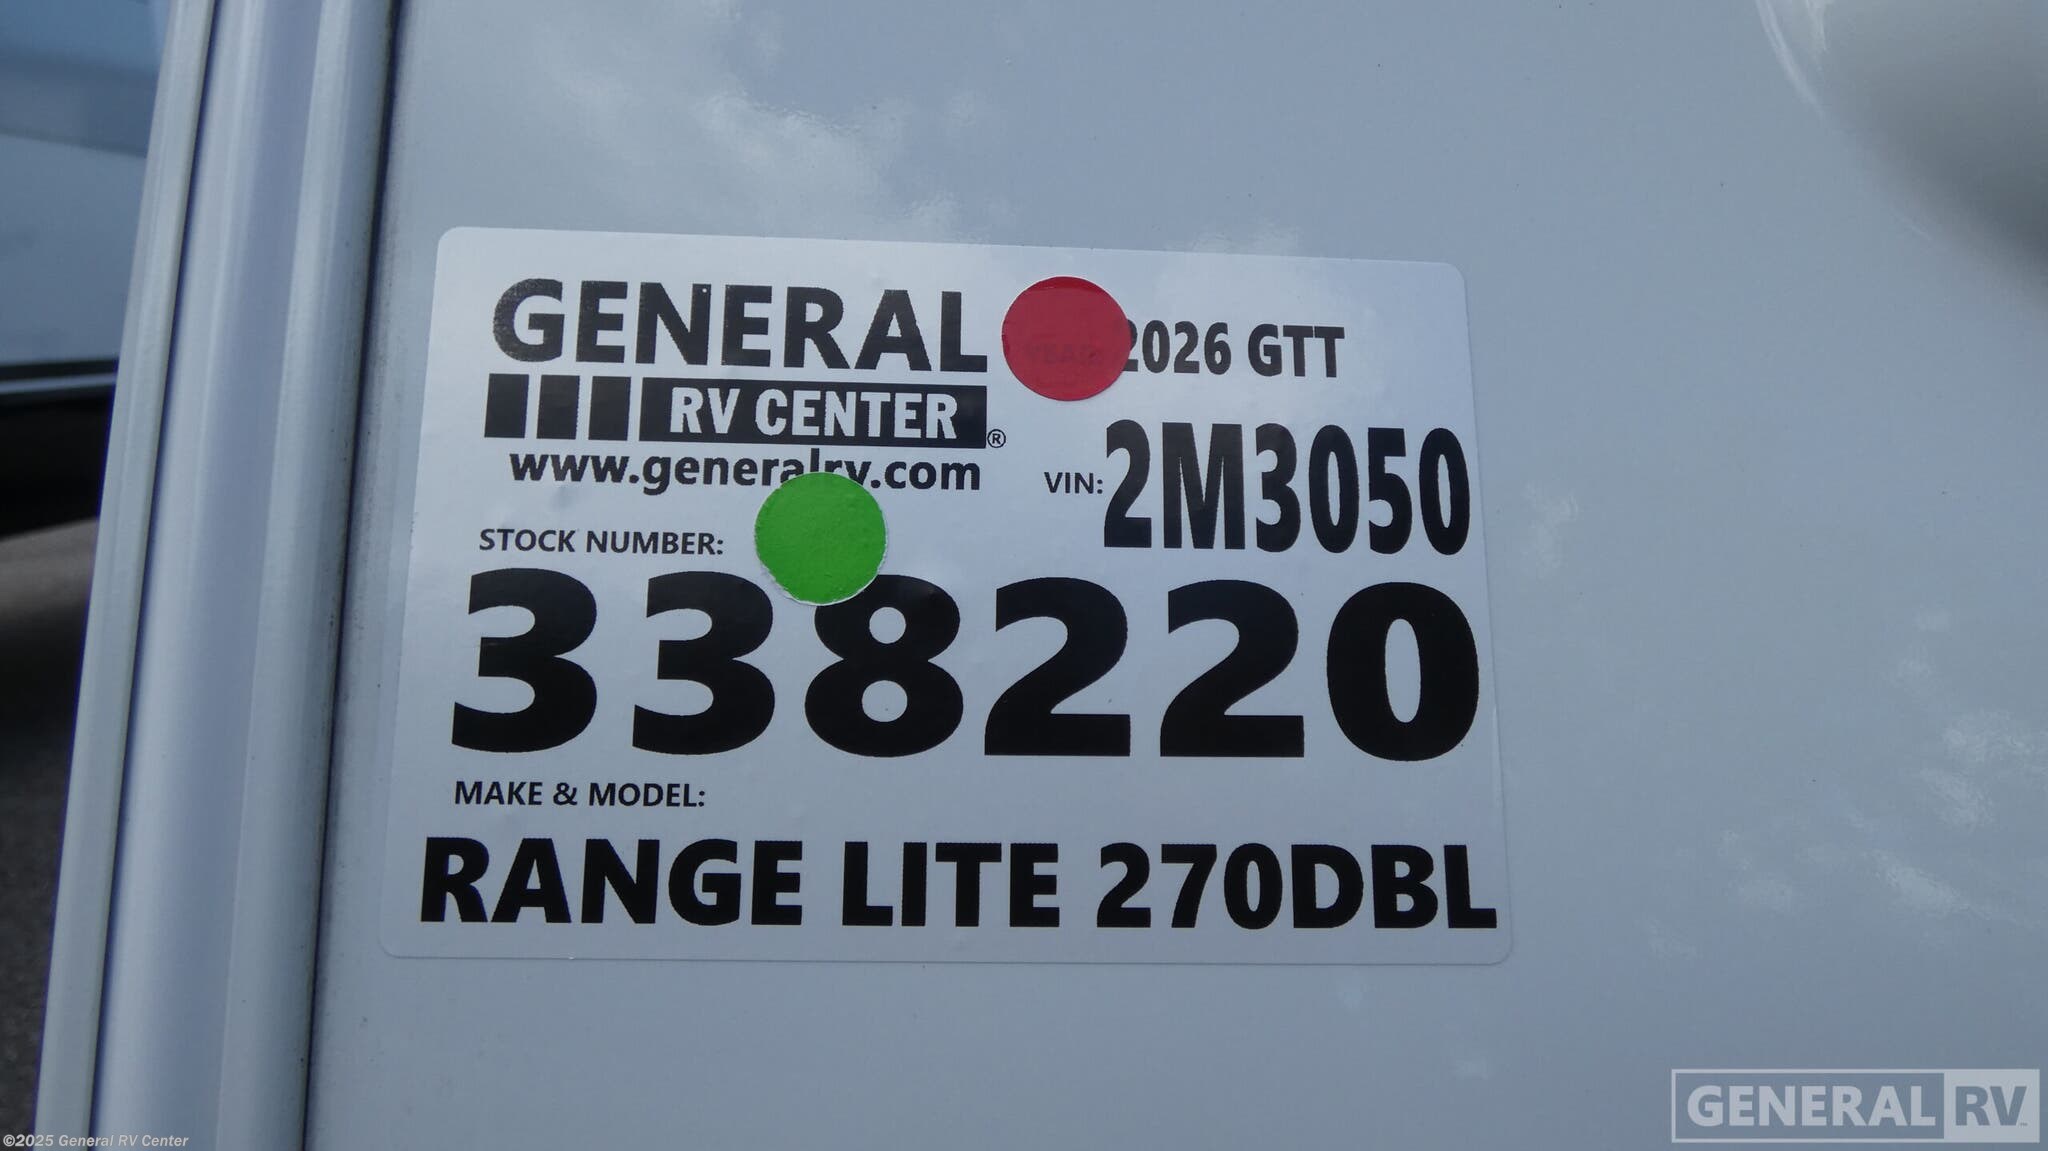 GENERAL
RV CENTER®
www.generalrv.com
YEAR: 2026 GTT
VIN: 2M3050
STOCK NUMBER:
338220
MAKE & MODEL:
RANGE LITE 270DBL
©2025 General RV Center
GENERAL RV